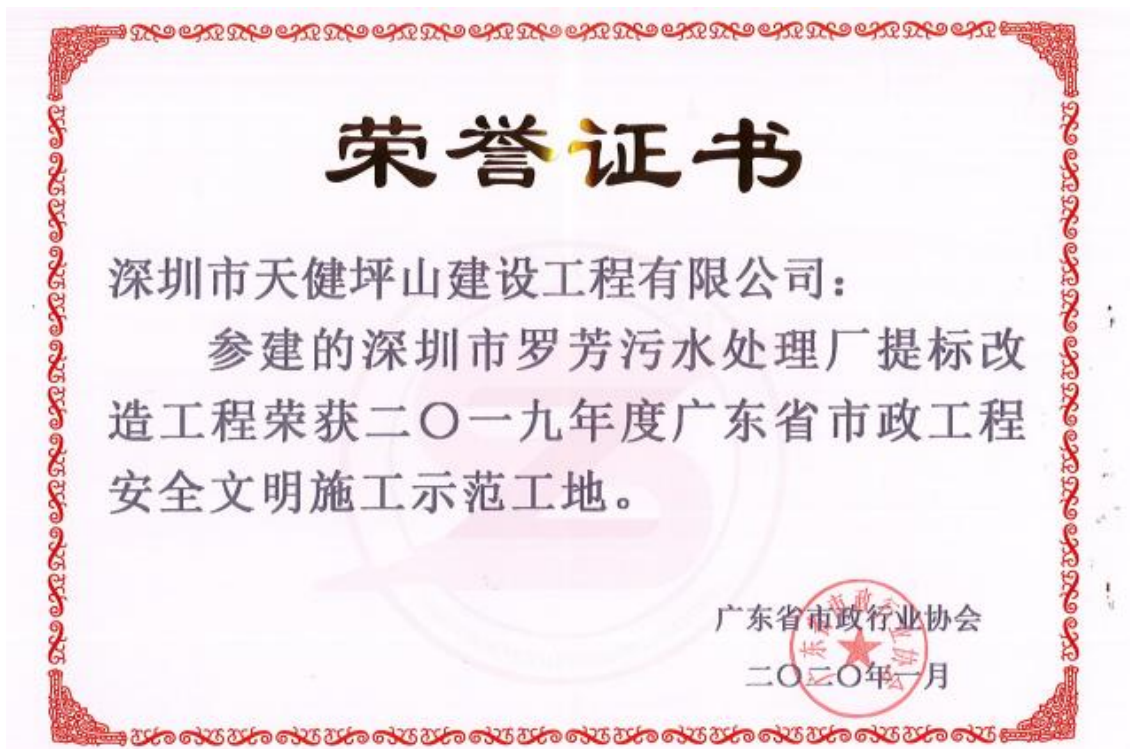 荣誉证书
深圳市天健坪山建设工程有限公司：
参建的深圳市罗芳污水处理厂提标改
造工程荣获二〇一九年度广东省市政工程
安全文明施工示范工地。
广东省市政行业协会
二〇二〇年一月